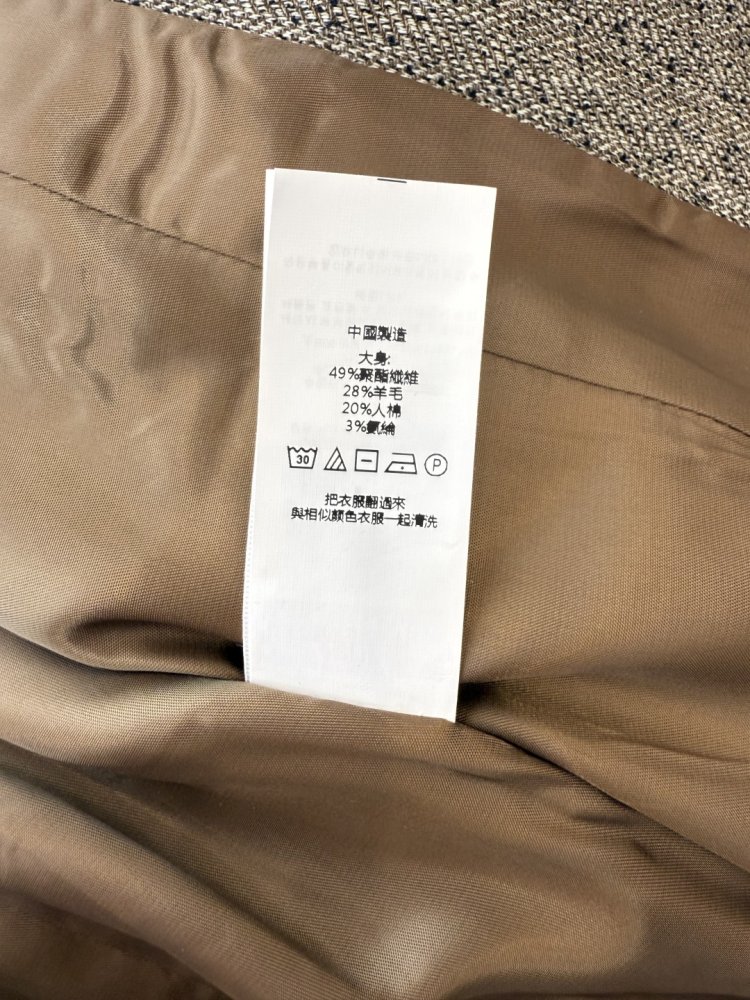 中國製造
大身:
49%聚酯纖維
28%羊毛
20%人棉
3%氨綸
30
P
把衣服翻過來
與相似顏色衣服一起清洗